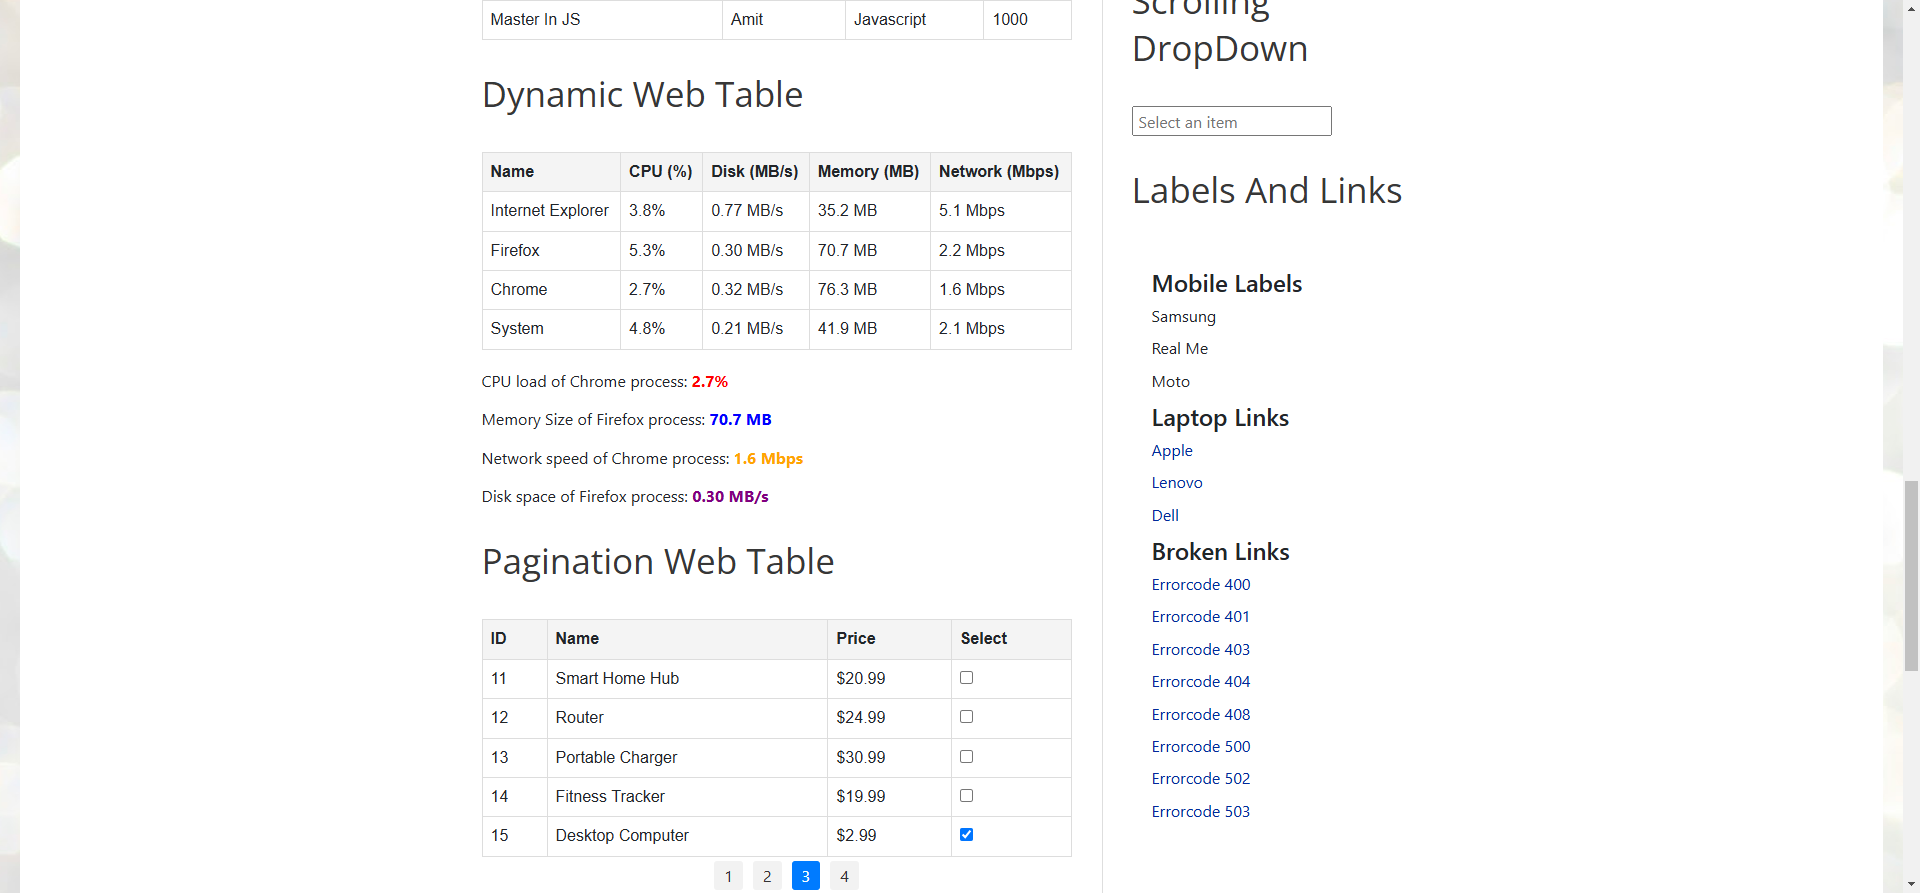 Master In JS Amit Javascript 1000
Dynamic Web Table
Name CPU (%) Disk (MB/s) Memory (MB) Network (Mbps)
Internet Explorer 3.8% 0.77 MB/s 35.2 MB 5.1 Mbps
Firefox 5.3% 0.30 MB/s 70.7 MB 2.2 Mbps
Chrome 2.7% 0.32 MB/s 76.3 MB 1.6 Mbps
System 4.8% 0.21 MB/s 41.9 MB 2.1 Mbps
CPU load of Chrome process: 2.7%
Memory Size of Firefox process: 70.7 MB
Network speed of Chrome process: 1.6 Mbps
Disk space of Firefox process: 0.30 MB/s
Pagination Web Table
ID Name Price Select
11 Smart Home Hub $20.99
12 Router $24.99
13 Portable Charger $30.99
14 Fitness Tracker $19.99
15 Desktop Computer $2.99
1 2 3 4
Scrolling
DropDown
Select an item
Labels And Links
Mobile Labels
Samsung
Real Me
Moto
Laptop Links
Apple
Lenovo
Dell
Broken Links
Errorcode 400
Errorcode 401
Errorcode 403
Errorcode 404
Errorcode 408
Errorcode 500
Errorcode 502
Errorcode 503